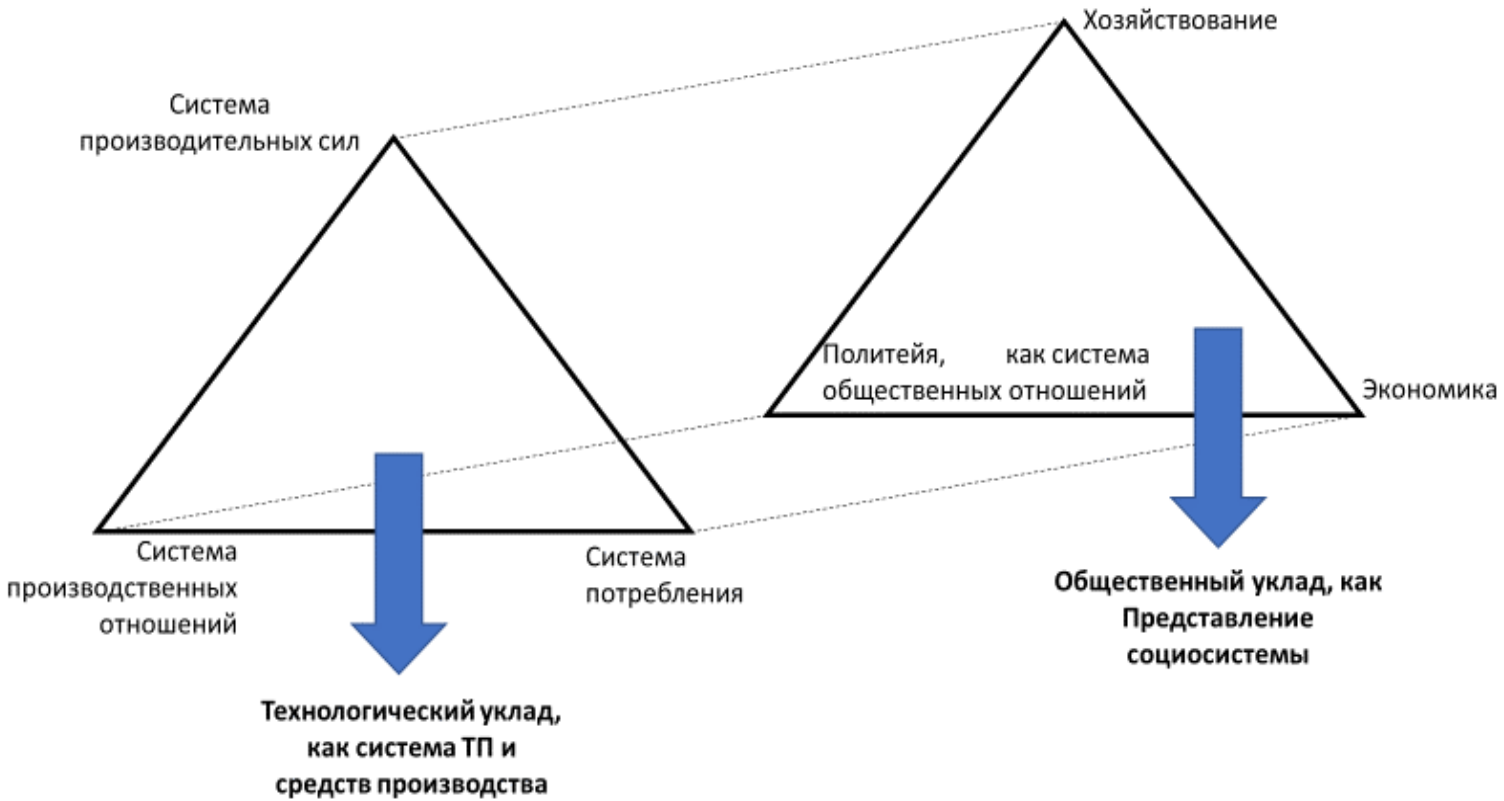 Хозяйствование
Система
производительных сил
Политейя, как система
общественных отношений
Экономика
Система
производственных
отношений
Система
потребления
Общественный уклад, как
Представление
социосистемы
Технологический уклад,
как система ТП и
средств производства